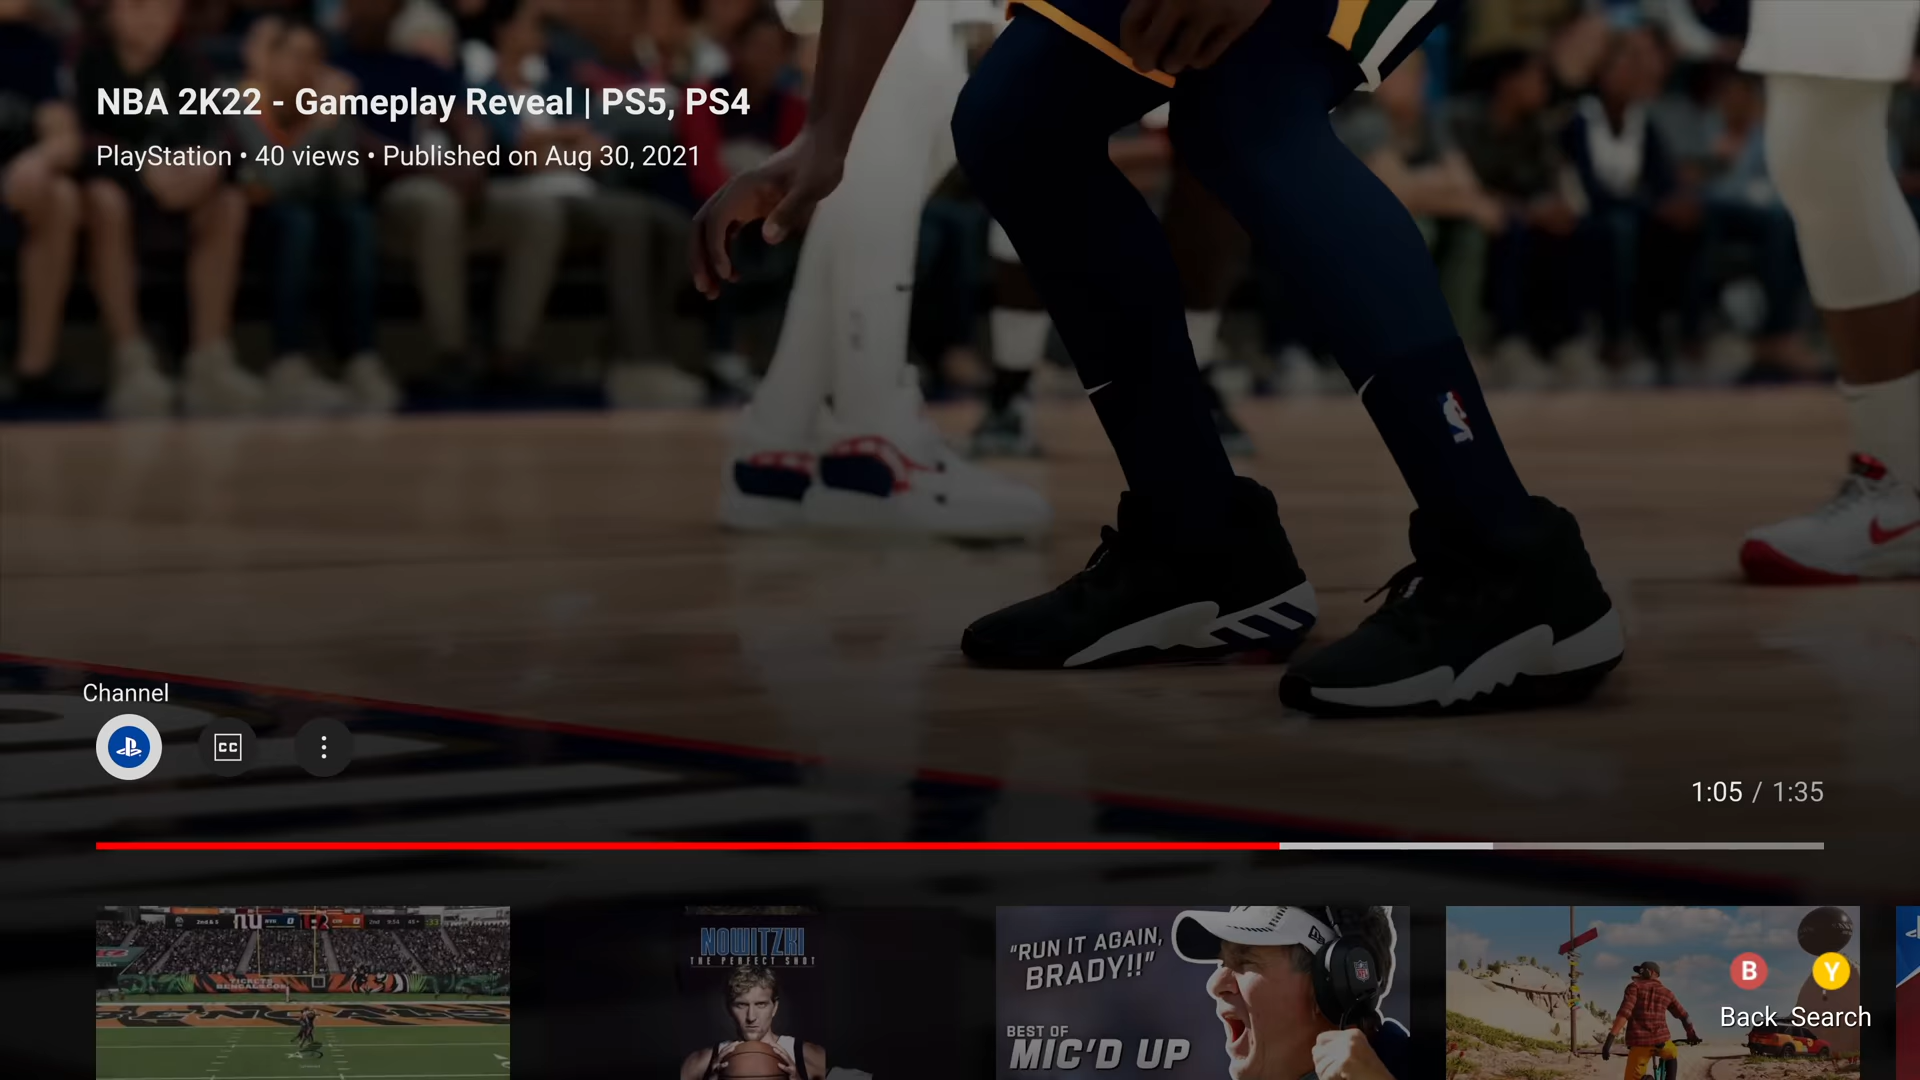 NBA 2K22 - Gameplay Reveal | PS5, PS4
PlayStation • 40 views • Published on Aug 30, 2021
Channel
CC
1:05 / 1:35
BENGALS
NOWITZKI
THE PERFECT SHOT
"RUN IT AGAIN,
BRADY!!"
BEST OF
MIC'D UP
B
Y
Back
Search